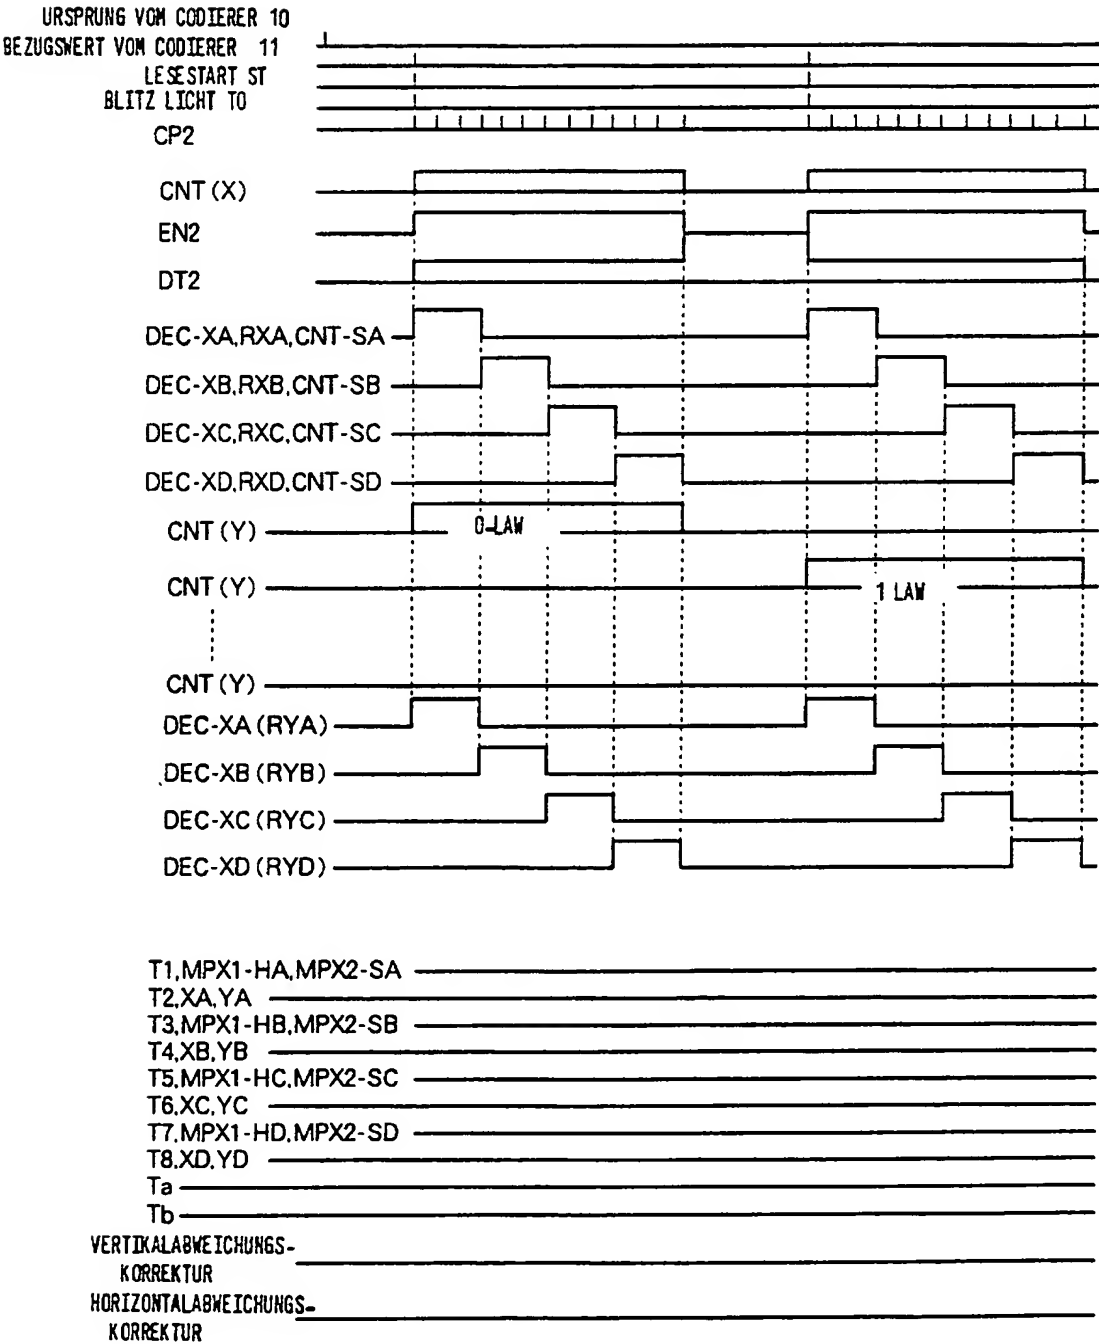 URSPRUNG VOM CODIERER 10
BEZUGSWERT VOM CODIERER 11
LESESTART ST
BLITZ LICHT TO
CP2
CNT(X)
EN2
DT2
DEC-XA,RXA,CNT-SA
DEC-XB,RXB,CNT-SB
DEC-XC,RXC,CNT-SC
DEC-XD,RXD,CNT-SD
CNT(Y) 0-LAW
CNT(Y) 1 LAW
CNT(Y)
DEC-XA(RYA)
DEC-XB(RYB)
DEC-XC(RYC)
DEC-XD(RYD)
T1,MPX1-HA,MPX2-SA
T2,XA,YA
T3,MPX1-HB,MPX2-SB
T4,XB,YB
T5,MPX1-HC,MPX2-SC
T6,XC,YC
T7,MPX1-HD,MPX2-SD
T8,XD,YD
Ta
Tb
VERTIKALABWEICHUNGS-
KORREKTUR
HORIZONTALABWEICHUNGS-
KORREKTUR